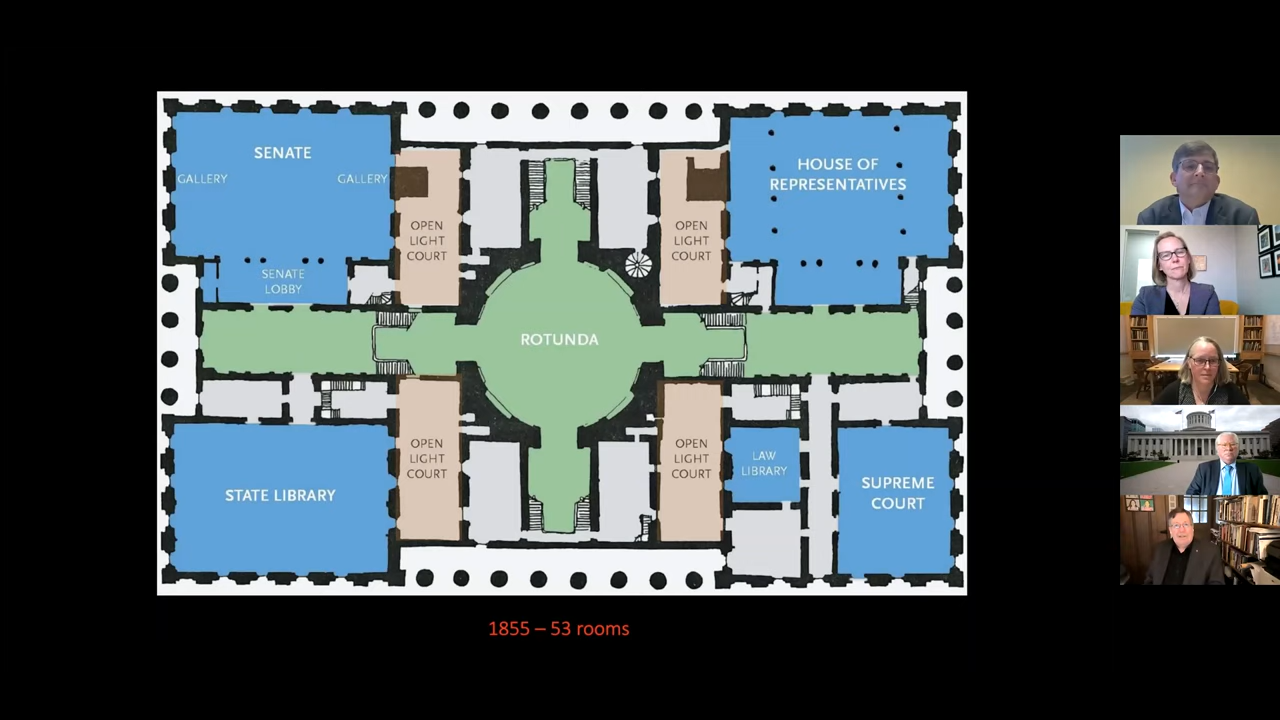 SENATE
GALLERY
GALLERY
HOUSE OF
REPRESENTATIVES
OPEN
LIGHT
COURT
OPEN
LIGHT
COURT
SENATE
LOBBY
ROTUNDA
OPEN
LIGHT
COURT
OPEN
LIGHT
COURT
LAW
LIBRARY
STATE LIBRARY
SUPREME
COURT
1855 – 53 rooms